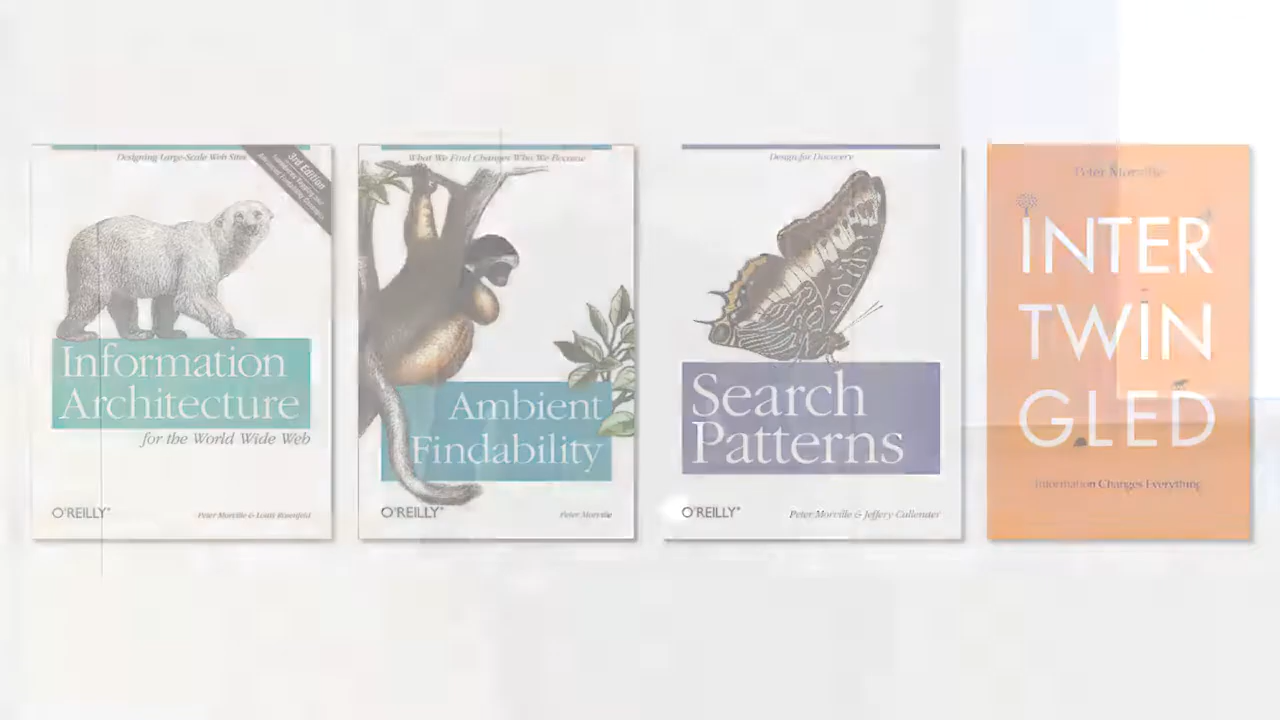 Designing Large-Scale Web Sites
3rd Edition
Information
Architecture
for the World Wide Web
O'REILLY®
Peter Morville & Louis Rosenfeld
What We Find Changes Who We Become
Ambient
Findability
O'REILLY®
Peter Morville
Design for Discovery
Search
Patterns
O'REILLY®
Peter Morville & Jeffery Callender
Peter Morville
INTER
TWIN
GLED
Information Changes Everything